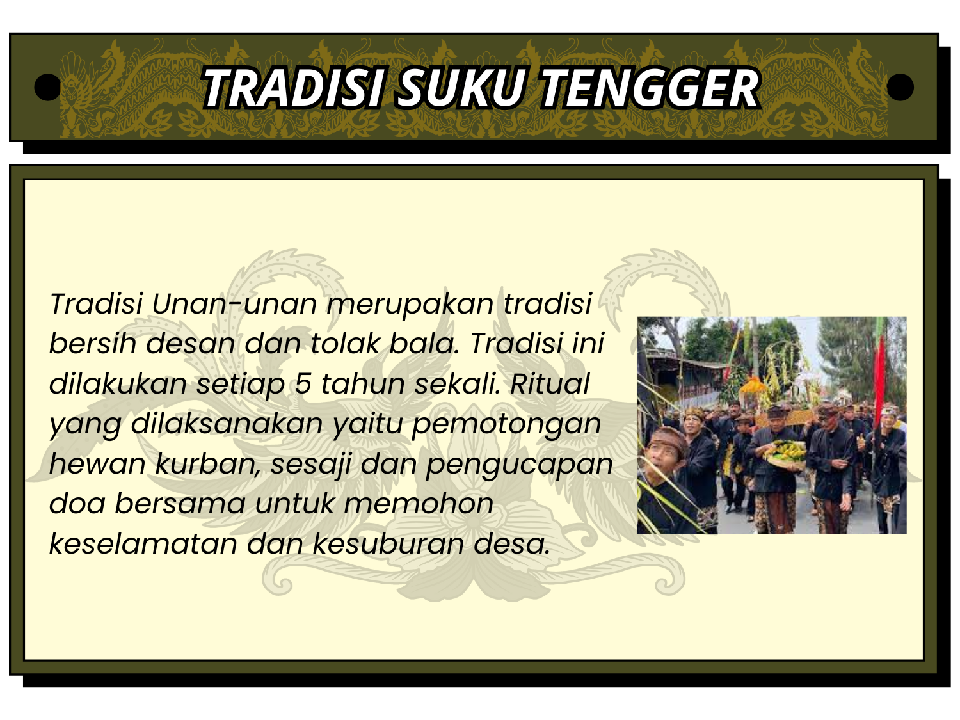 TRADISI SUKU TENGGER
Tradisi Unan-unan merupakan tradisi
bersih desan dan tolak bala. Tradisi ini
dilakukan setiap 5 tahun sekali. Ritual
yang dilaksanakan yaitu pemotongan
hewan kurban, sesaji dan pengucapan
doa bersama untuk memohon
keselamatan dan kesuburan desa.